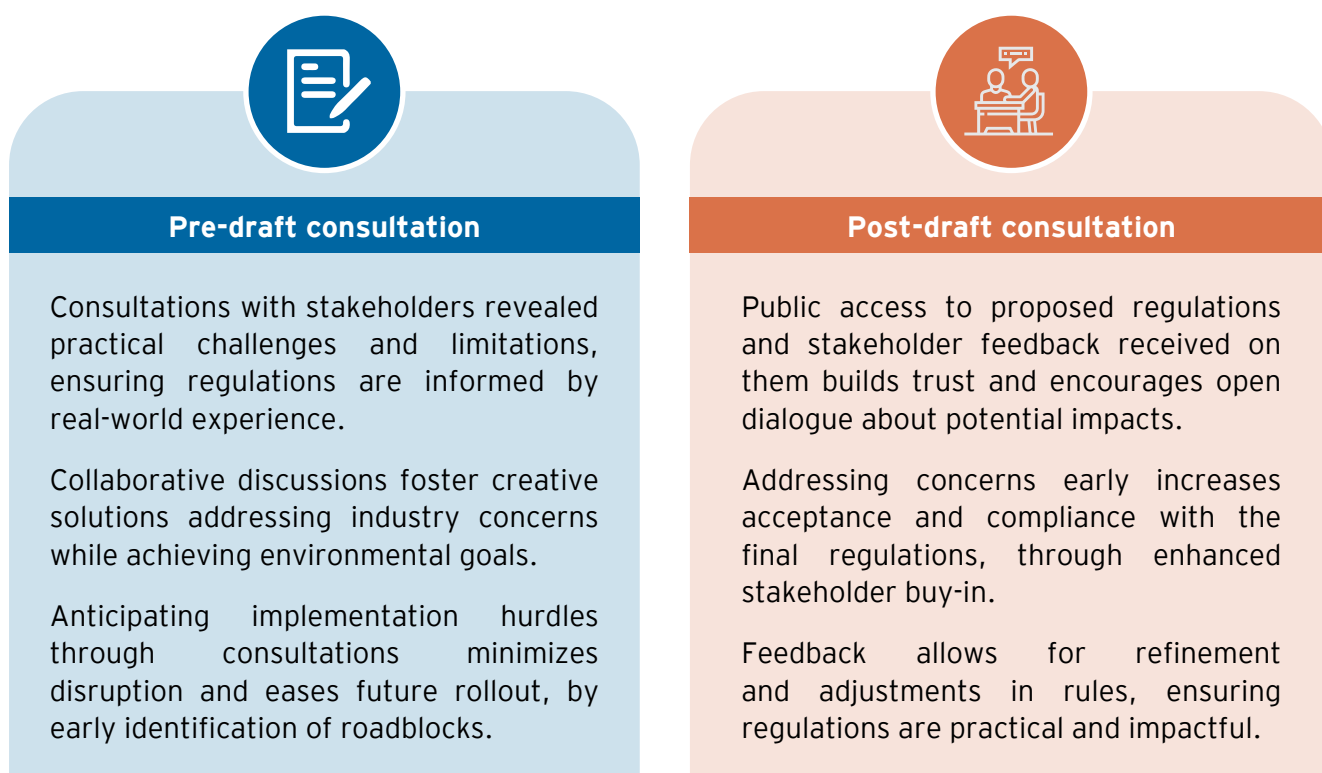 Pre-draft consultation
Consultations with stakeholders revealed
practical challenges and limitations,
ensuring regulations are informed by
real-world experience.
Collaborative discussions foster creative
solutions addressing industry concerns
while achieving environmental goals.
Anticipating implementation hurdles
through consultations minimizes
disruption and eases future rollout, by
early identification of roadblocks.
Post-draft consultation
Public access to proposed regulations
and stakeholder feedback received on
them builds trust and encourages open
dialogue about potential impacts.
Addressing concerns early increases
acceptance and compliance with the
final regulations, through enhanced
stakeholder buy-in.
Feedback allows for refinement
and adjustments in rules, ensuring
regulations are practical and impactful.